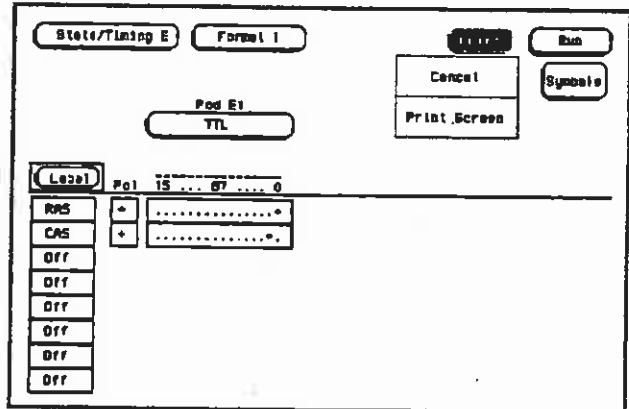 State/Timing E Format 1 Run
Cancel Symbols
Pod E1
TTL Print Screen
Label Pol 15 ... 87 .... 0
RAS + ...............*
CAS + ..............*.
Off
Off
Off
Off
Off
Off